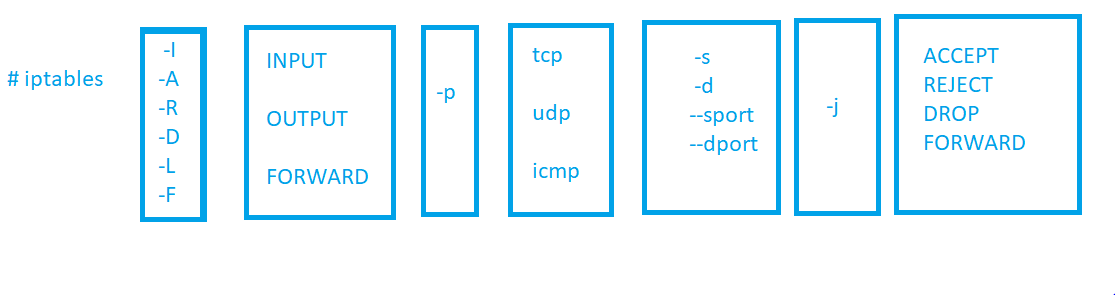 # iptables
-I
-A
-R
-D
-L
-F
INPUT
OUTPUT
FORWARD
-p
tcp
udp
icmp
-s
-d
--sport
--dport
-j
ACCEPT
REJECT
DROP
FORWARD